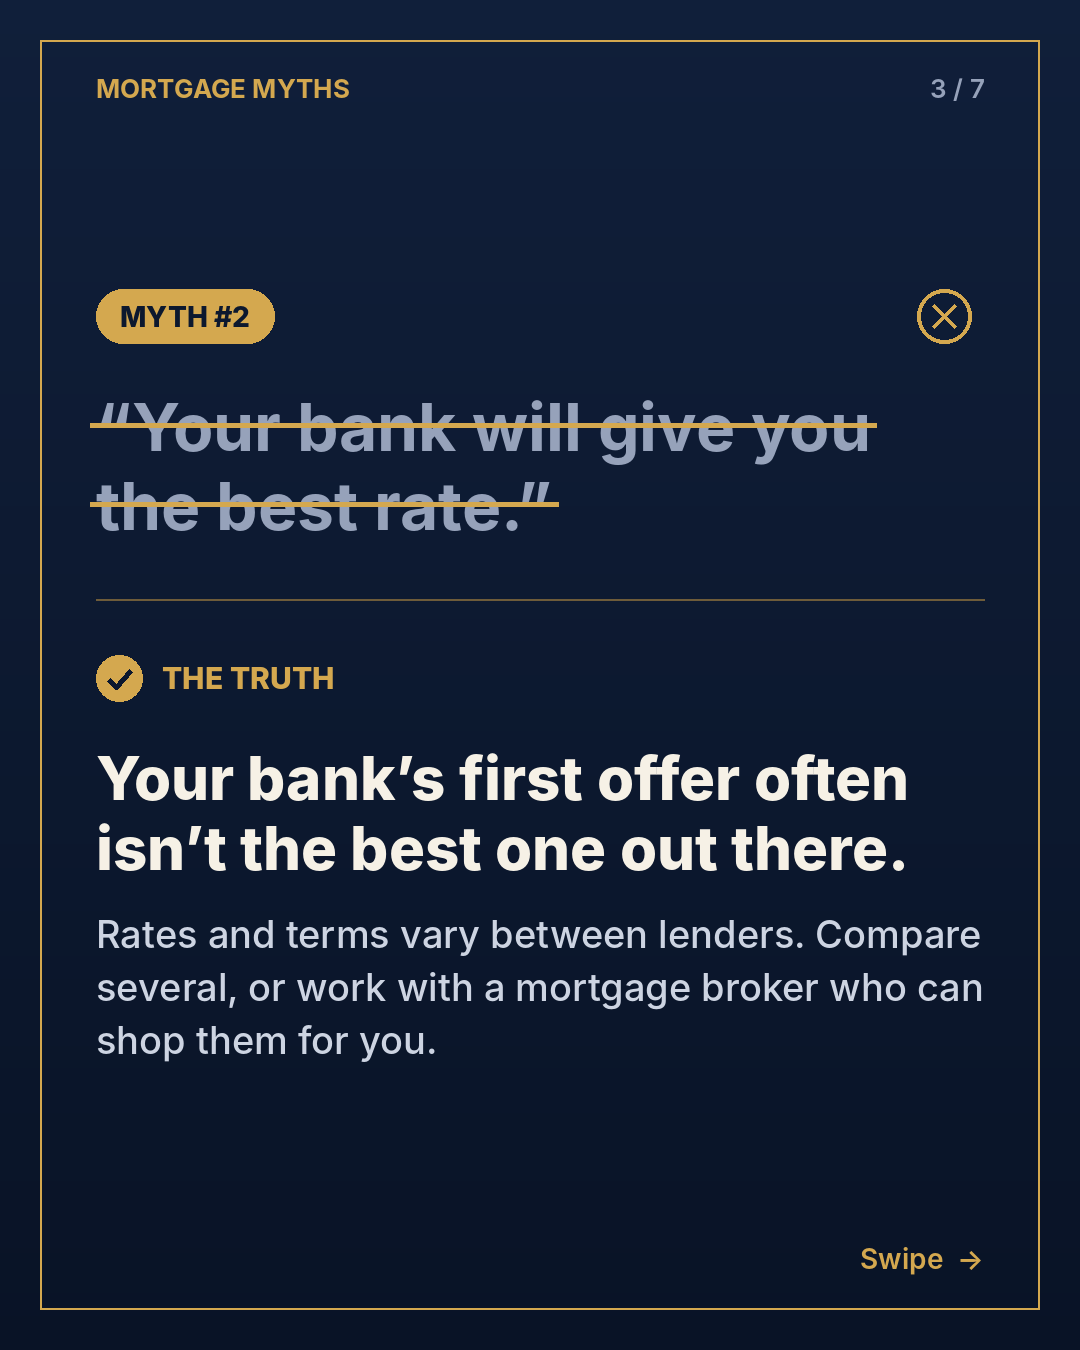 MORTGAGE MYTHS
3 / 7
MYTH #2
“Your bank will give you
the best rate.”
THE TRUTH
Your bank’s first offer often
isn’t the best one out there.
Rates and terms vary between lenders. Compare
several, or work with a mortgage broker who can
shop them for you.
Swipe →